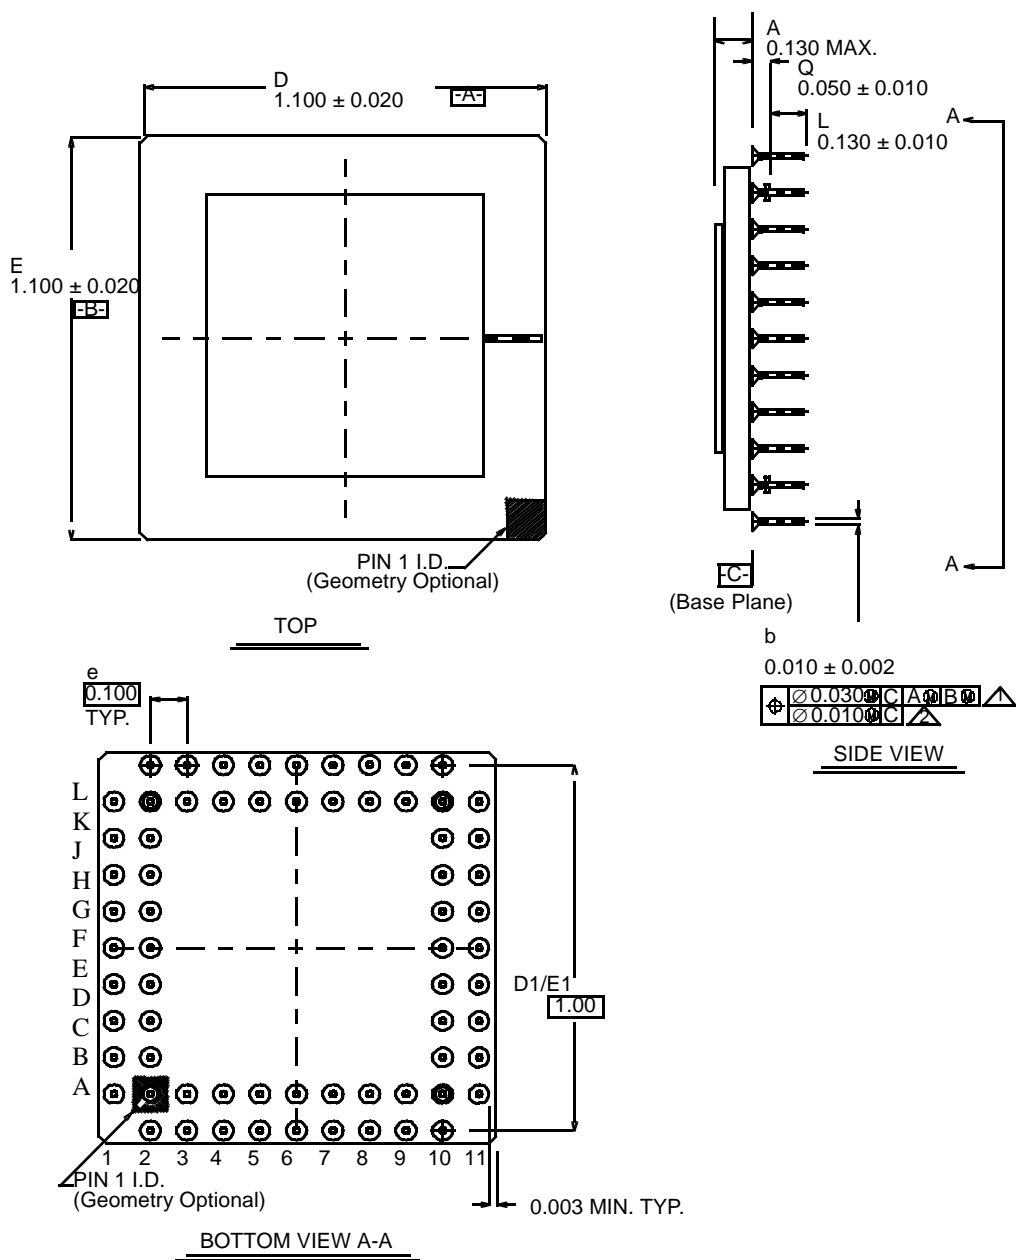 D
1.100 ± 0.020
-A-
E
1.100 ± 0.020
-B-
PIN 1 I.D.
(Geometry Optional)
TOP
A
0.130 MAX.
Q
0.050 ± 0.010
L
0.130 ± 0.010
A
A
-C-
(Base Plane)
b
0.010 ± 0.002
⌖ ∅ 0.030 Ⓜ C A Ⓜ B Ⓜ 1
∅ 0.010 Ⓜ C 2
SIDE VIEW
e
0.100
TYP.
L
K
J
H
G
F
E
D
C
B
A
1 2 3 4 5 6 7 8 9 10 11
D1/E1
1.00
PIN 1 I.D.
(Geometry Optional)
0.003 MIN. TYP.
BOTTOM VIEW A-A